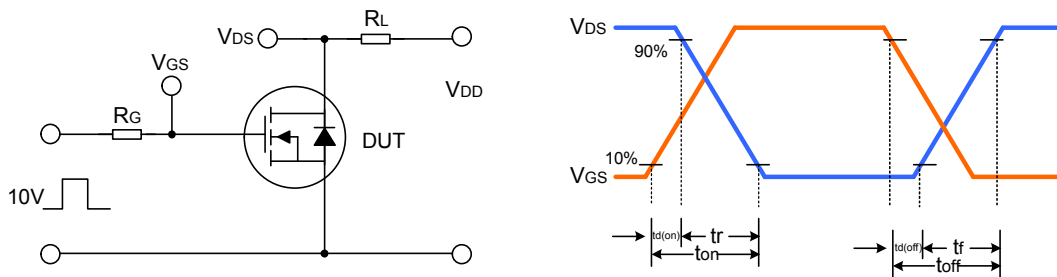 RL
VDS
VGS
VDD
RG
DUT
10V
VDS
90%
10%
VGS
td(on)
tr
ton
td(off)
tf
toff